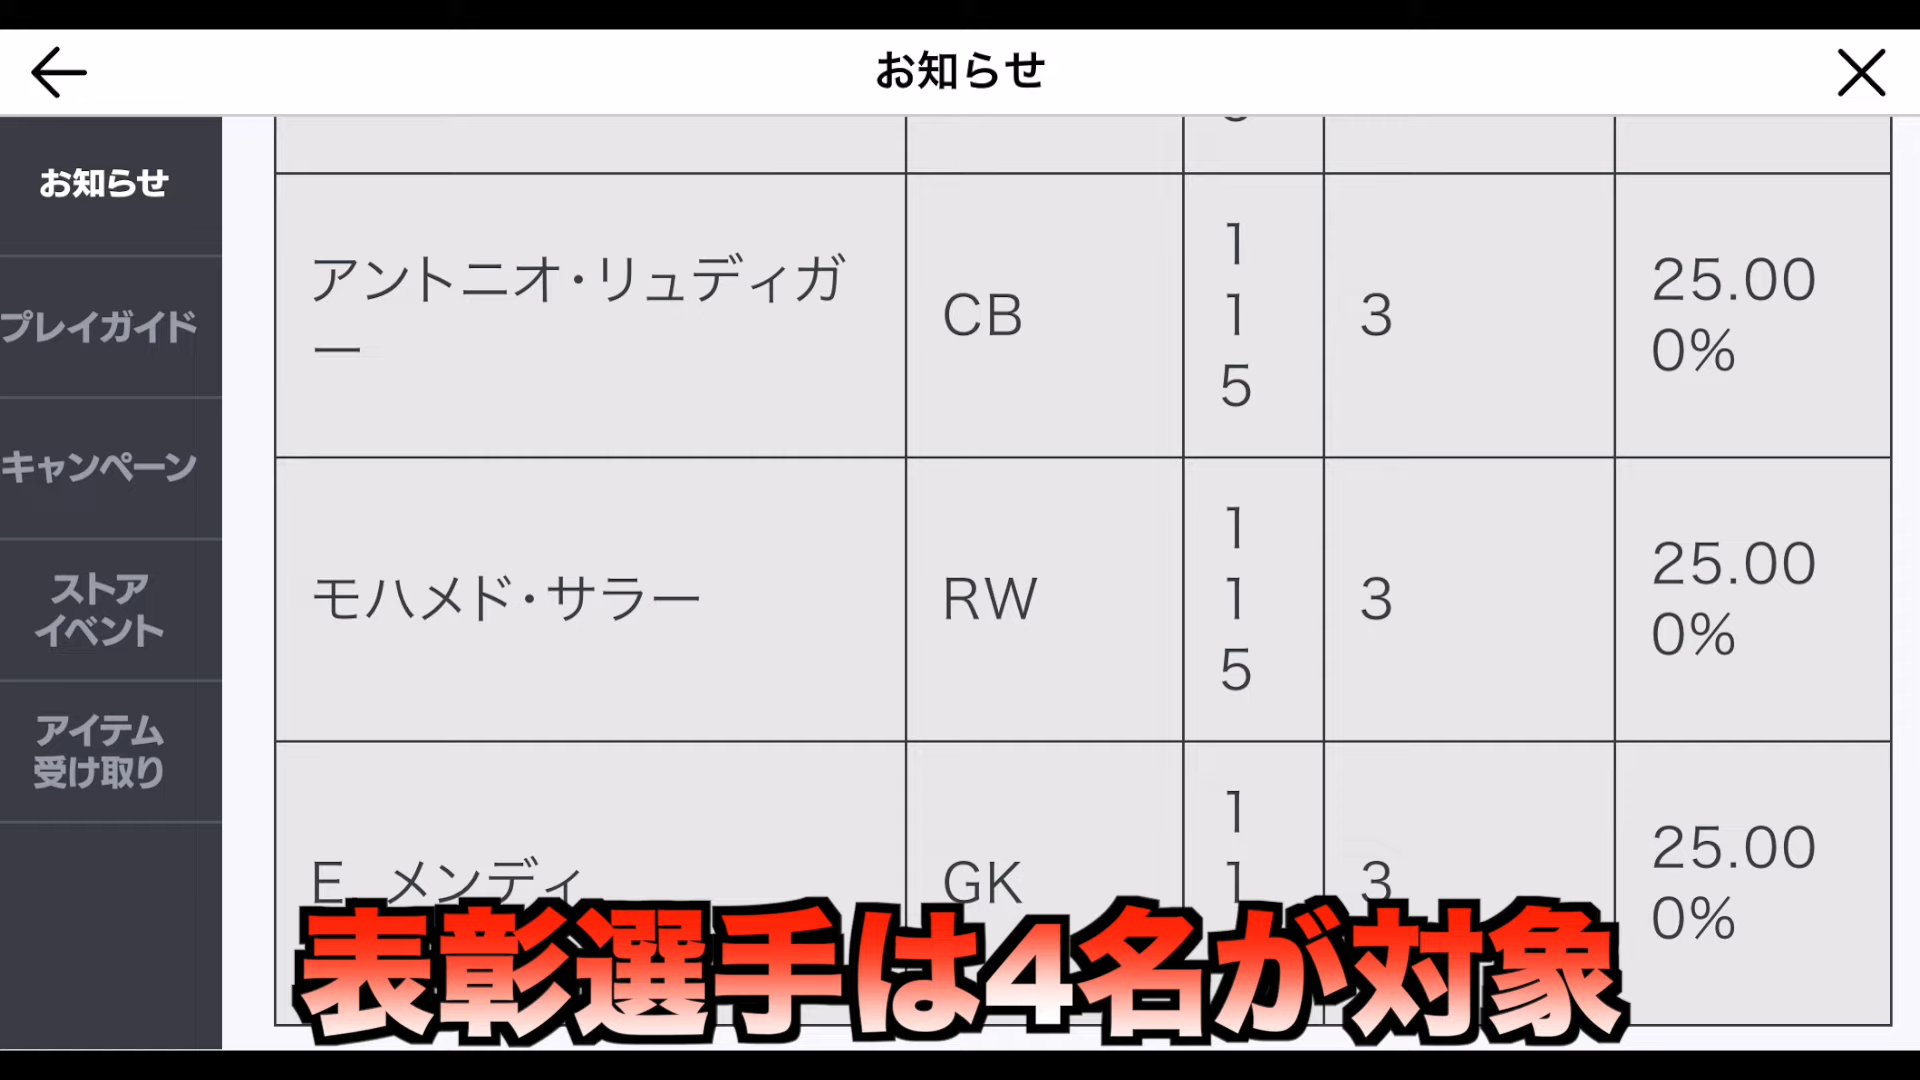 お知らせ
お知らせ
プレイガイド
キャンペーン
ストア
イベント
アイテム
受け取り
アントニオ・リュディガ
ー
CB
1
1
5
3
25.00
0%
モハメド・サラー
RW
1
1
5
3
25.00
0%
E メンディ
GK
1
1
3
25.00
0%
表彰選手は4名が対象